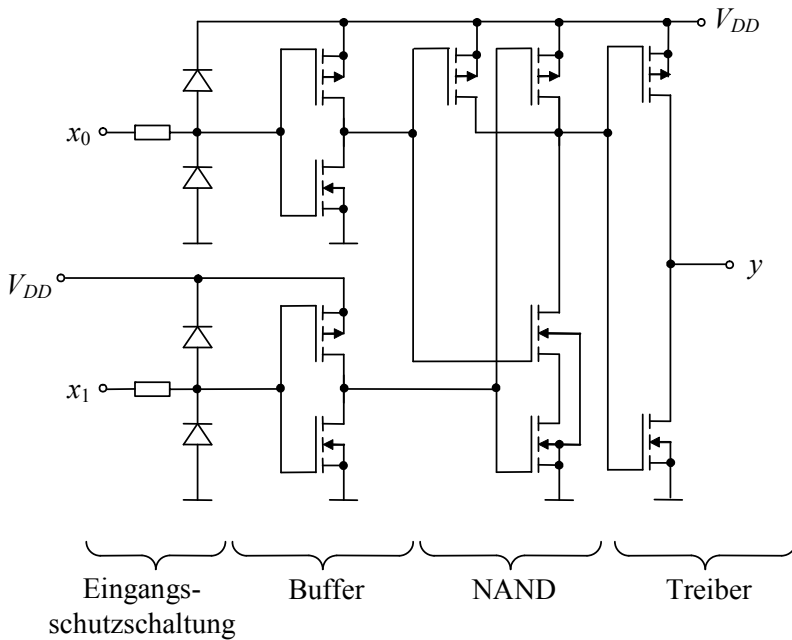 V_DD
x_0
V_DD
y
x_1
Eingangs-
schutzschaltung
Buffer
NAND
Treiber